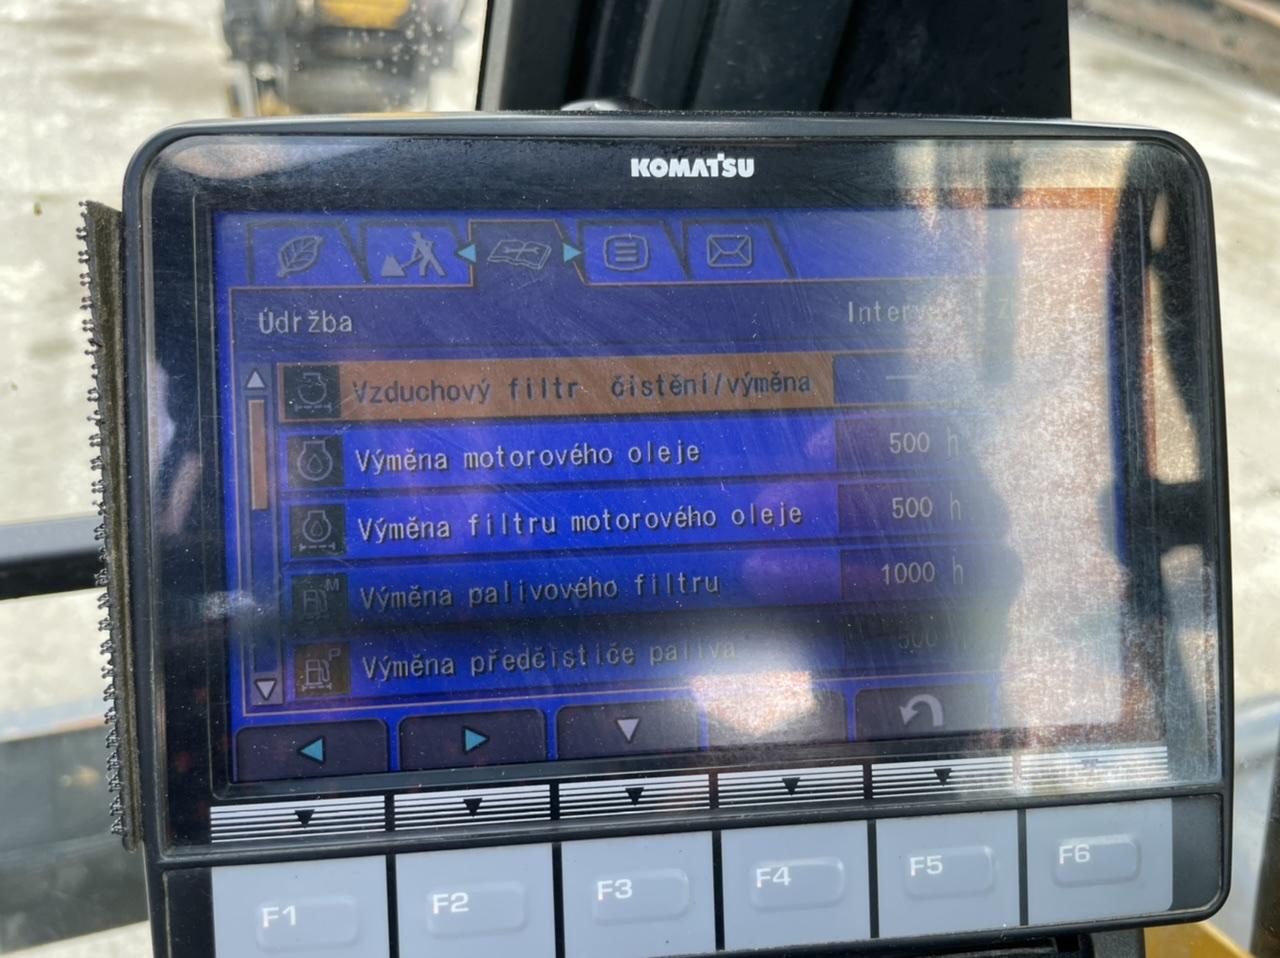 KOMATSU
Údržba
Vzduchový filtr čistění/výměna
Výměna motorového oleje 500 h
Výměna filtru motorového oleje 500 h
Výměna palivového filtru 1000 h
M
Výměna předčističe paliva 500
P
F1 F2 F3 F4 F5 F6